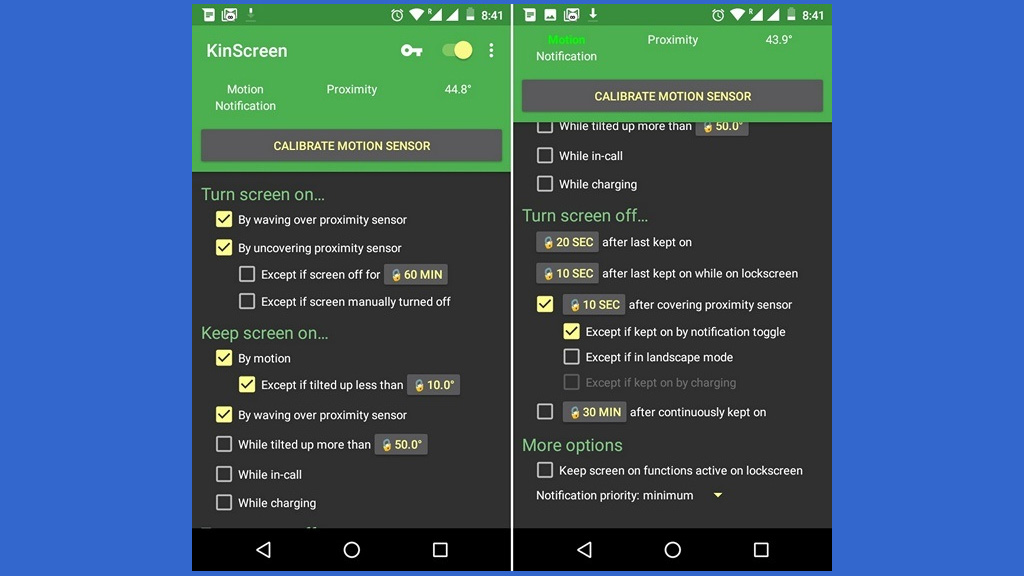 R 8:41
KinScreen
Motion Proximity 44.8°
Notification
CALIBRATE MOTION SENSOR
Turn screen on...
By waving over proximity sensor
By uncovering proximity sensor
Except if screen off for 60 MIN
Except if screen manually turned off
Keep screen on...
By motion
Except if tilted up less than 10.0°
By waving over proximity sensor
While tilted up more than 50.0°
While in-call
While charging
R 8:41
Motion Proximity 43.9°
Notification
CALIBRATE MOTION SENSOR
While tilted up more than 50.0°
While in-call
While charging
Turn screen off...
20 SEC after last kept on
10 SEC after last kept on while on lockscreen
10 SEC after covering proximity sensor
Except if kept on by notification toggle
Except if in landscape mode
Except if kept on by charging
30 MIN after continuously kept on
More options
Keep screen on functions active on lockscreen
Notification priority: minimum